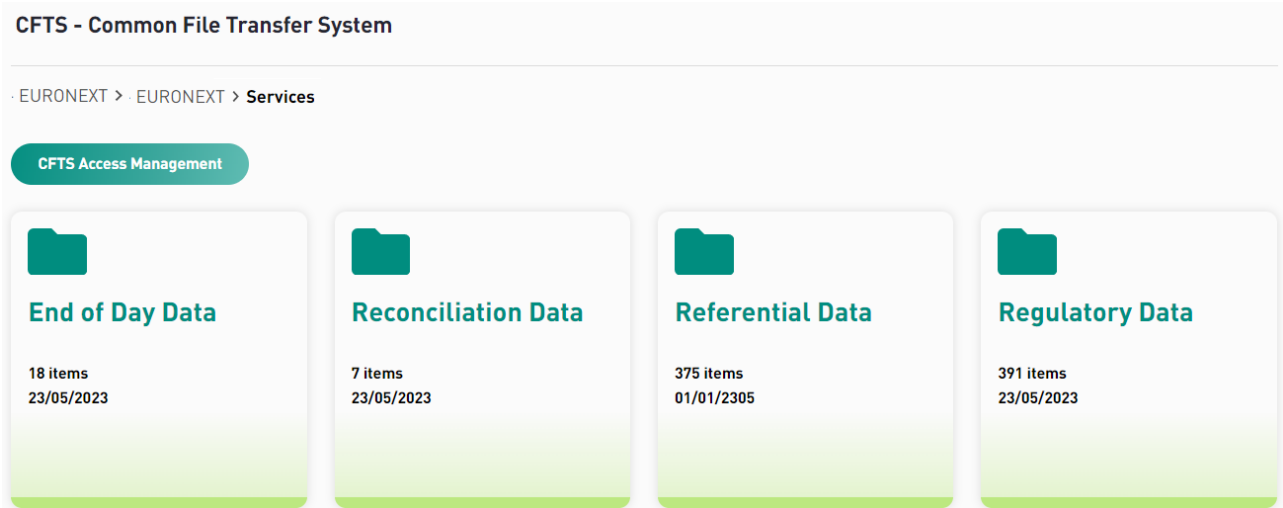 CFTS - Common File Transfer System
· EURONEXT > · EURONEXT > Services
CFTS Access Management
End of Day Data
18 items
23/05/2023
Reconciliation Data
7 items
23/05/2023
Referential Data
375 items
01/01/2305
Regulatory Data
391 items
23/05/2023